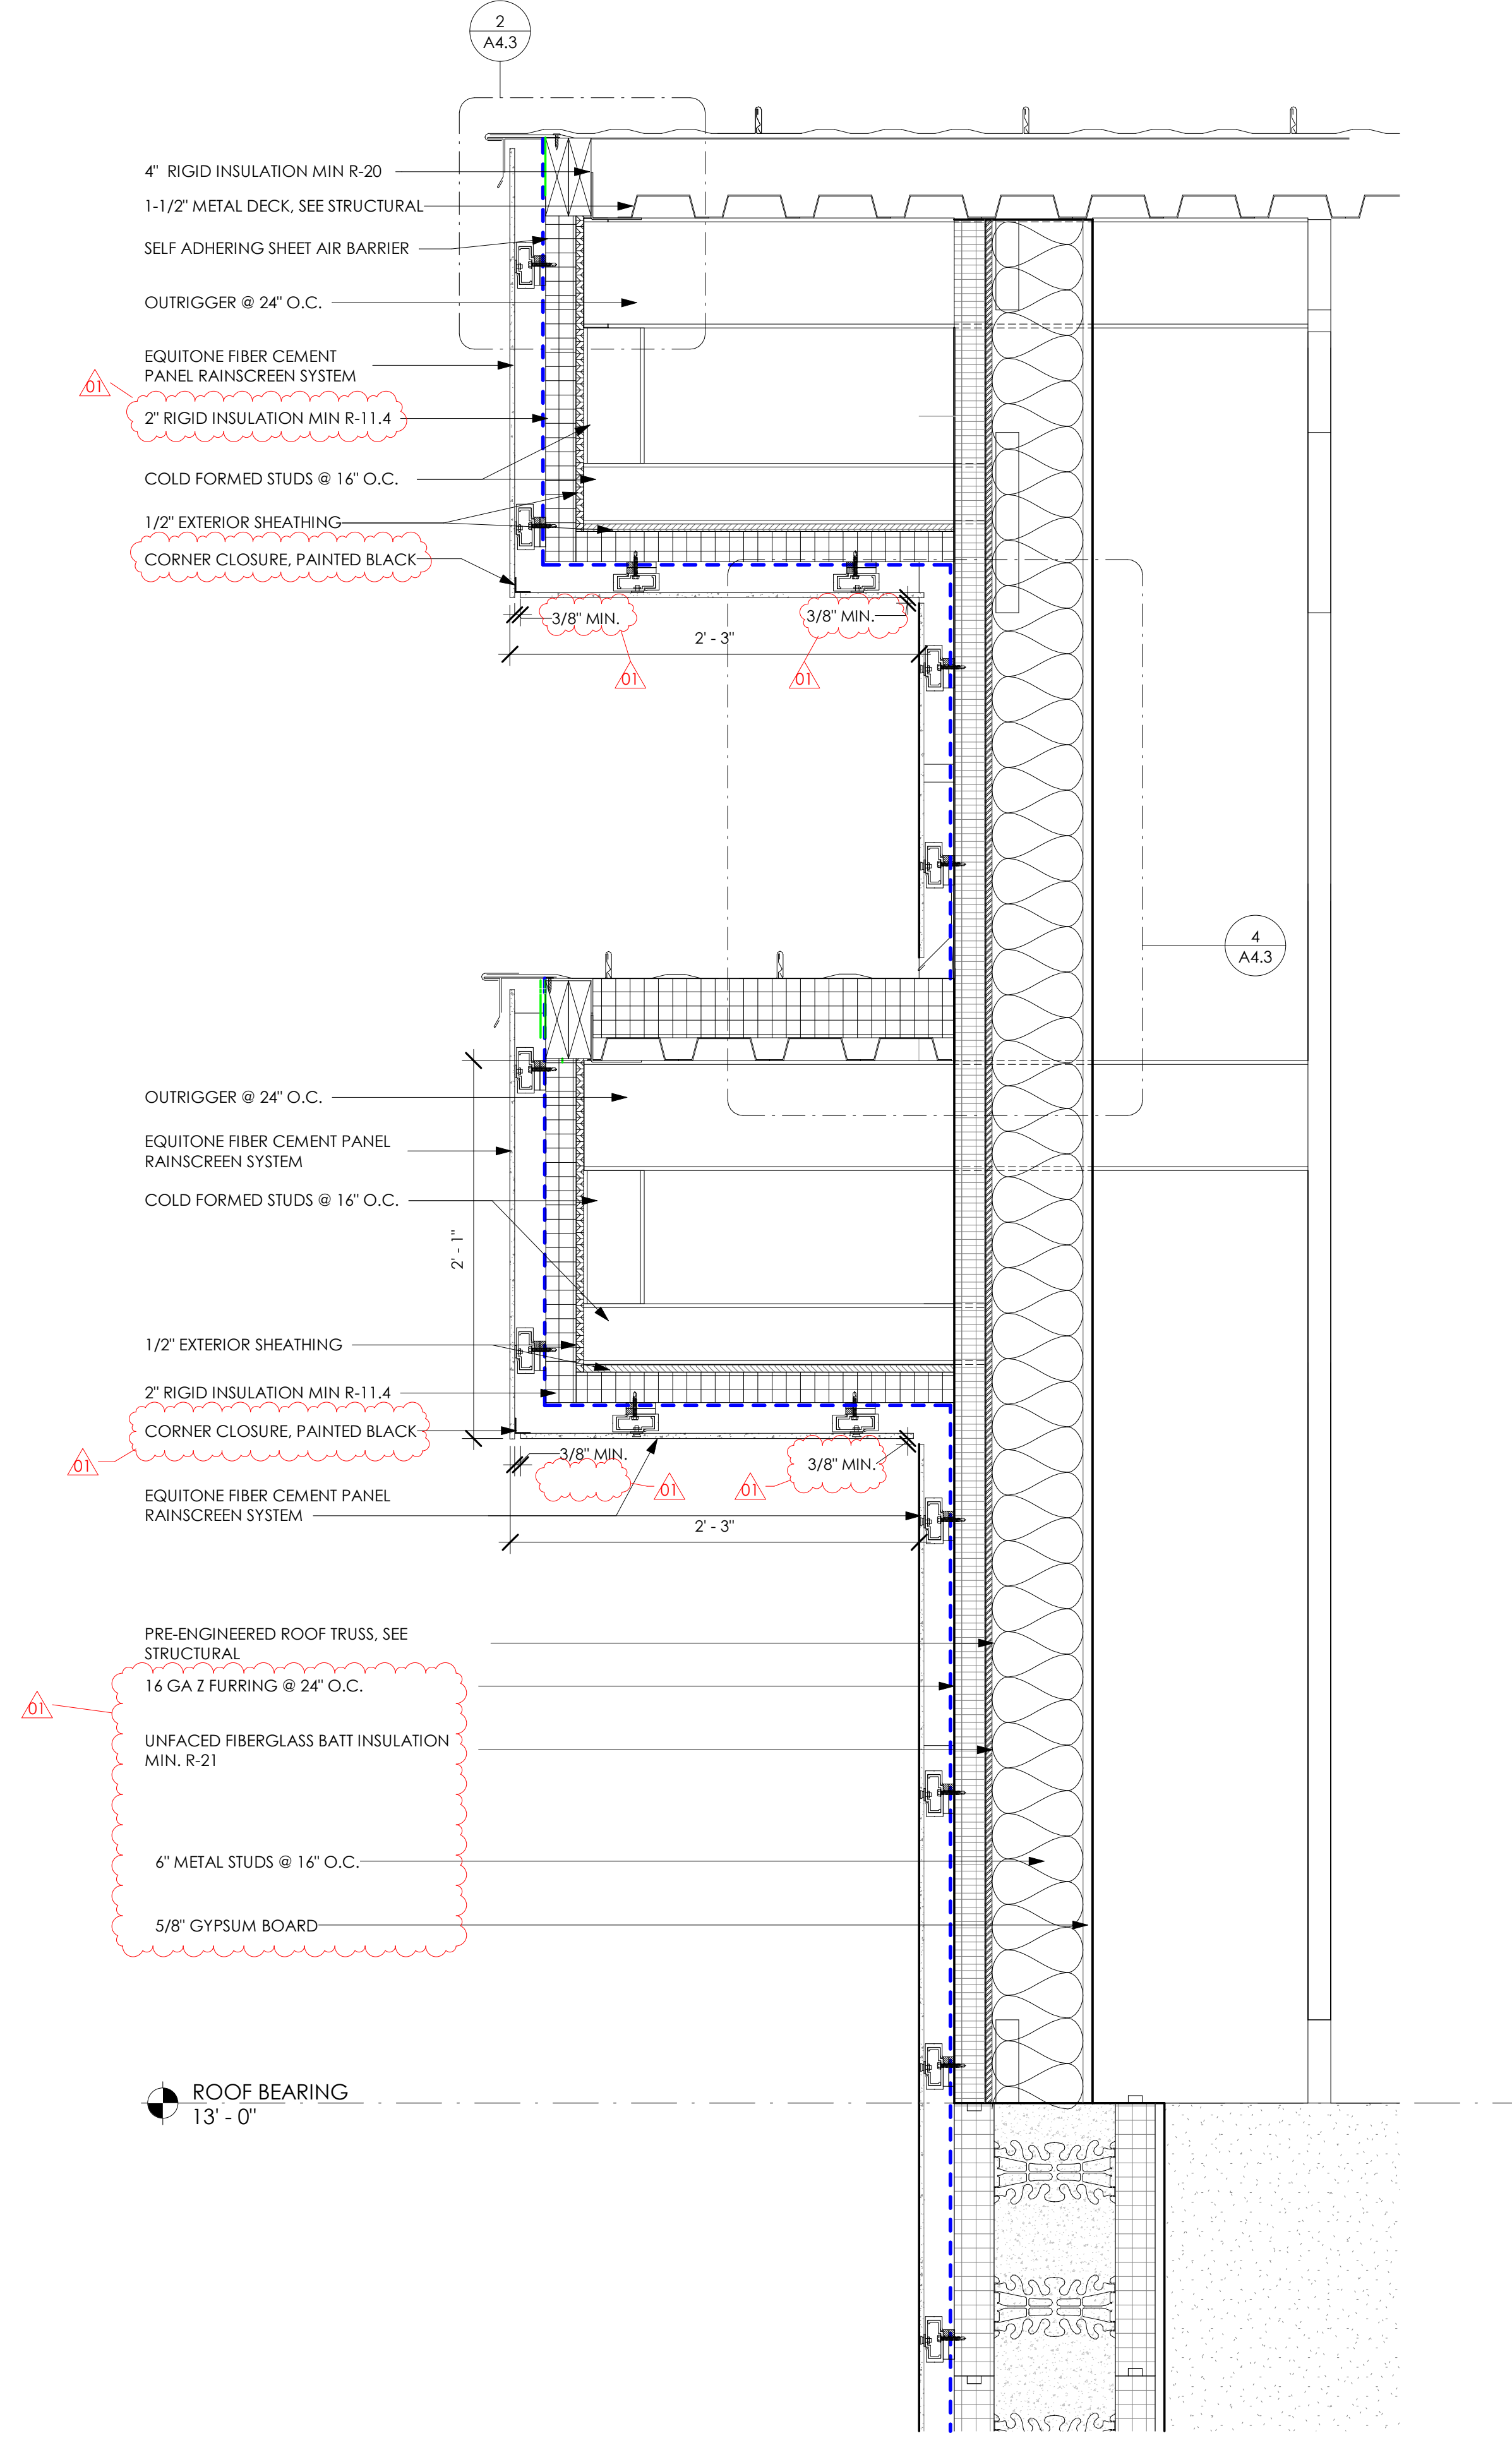 2
A4.3
4" RIGID INSULATION MIN R-20
1-1/2" METAL DECK, SEE STRUCTURAL
SELF ADHERING SHEET AIR BARRIER
OUTRIGGER @ 24" O.C.
EQUITONE FIBER CEMENT
PANEL RAINSCREEN SYSTEM
01
2" RIGID INSULATION MIN R-11.4
COLD FORMED STUDS @ 16" O.C.
1/2" EXTERIOR SHEATHING
CORNER CLOSURE, PAINTED BLACK
3/8" MIN.
3/8" MIN.
2' - 3"
01
01
4
A4.3
OUTRIGGER @ 24" O.C.
EQUITONE FIBER CEMENT PANEL
RAINSCREEN SYSTEM
COLD FORMED STUDS @ 16" O.C.
2' - 1"
1/2" EXTERIOR SHEATHING
2" RIGID INSULATION MIN R-11.4
CORNER CLOSURE, PAINTED BLACK
01
3/8" MIN.
3/8" MIN.
01
01
EQUITONE FIBER CEMENT PANEL
RAINSCREEN SYSTEM
2' - 3"
PRE-ENGINEERED ROOF TRUSS, SEE
STRUCTURAL
16 GA Z FURRING @ 24" O.C.
01
UNFACED FIBERGLASS BATT INSULATION
MIN. R-21
6" METAL STUDS @ 16" O.C.
5/8" GYPSUM BOARD
ROOF BEARING
13' - 0"